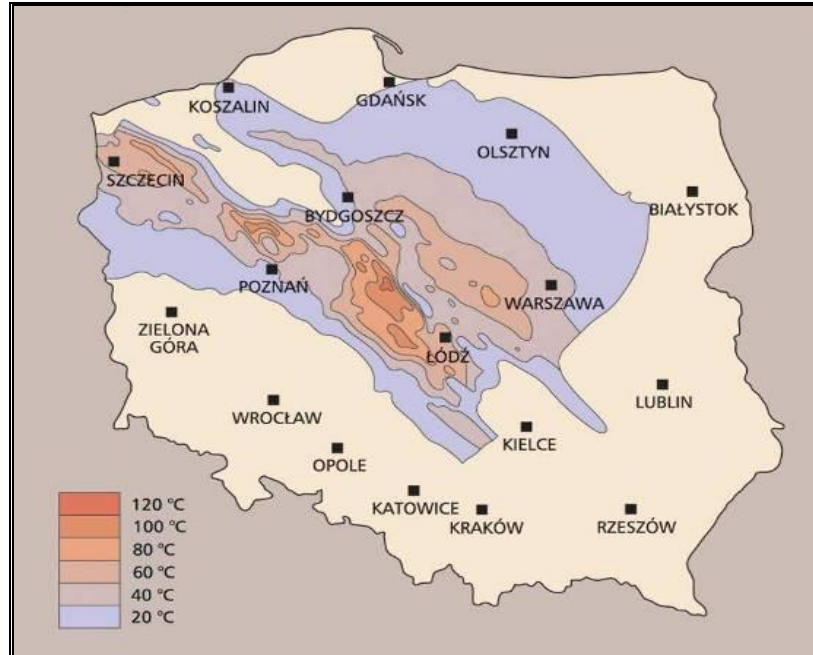 KOSZALIN
GDAŃSK
OLSZTYN
SZCZECIN
BYDGOSZCZ
BIAŁYSTOK
POZNAŃ
WARSZAWA
ZIELONA
GÓRA
ŁÓDŹ
LUBLIN
WROCŁAW
KIELCE
OPOLE
KATOWICE
KRAKÓW
RZESZÓW
120 °C
100 °C
80 °C
60 °C
40 °C
20 °C